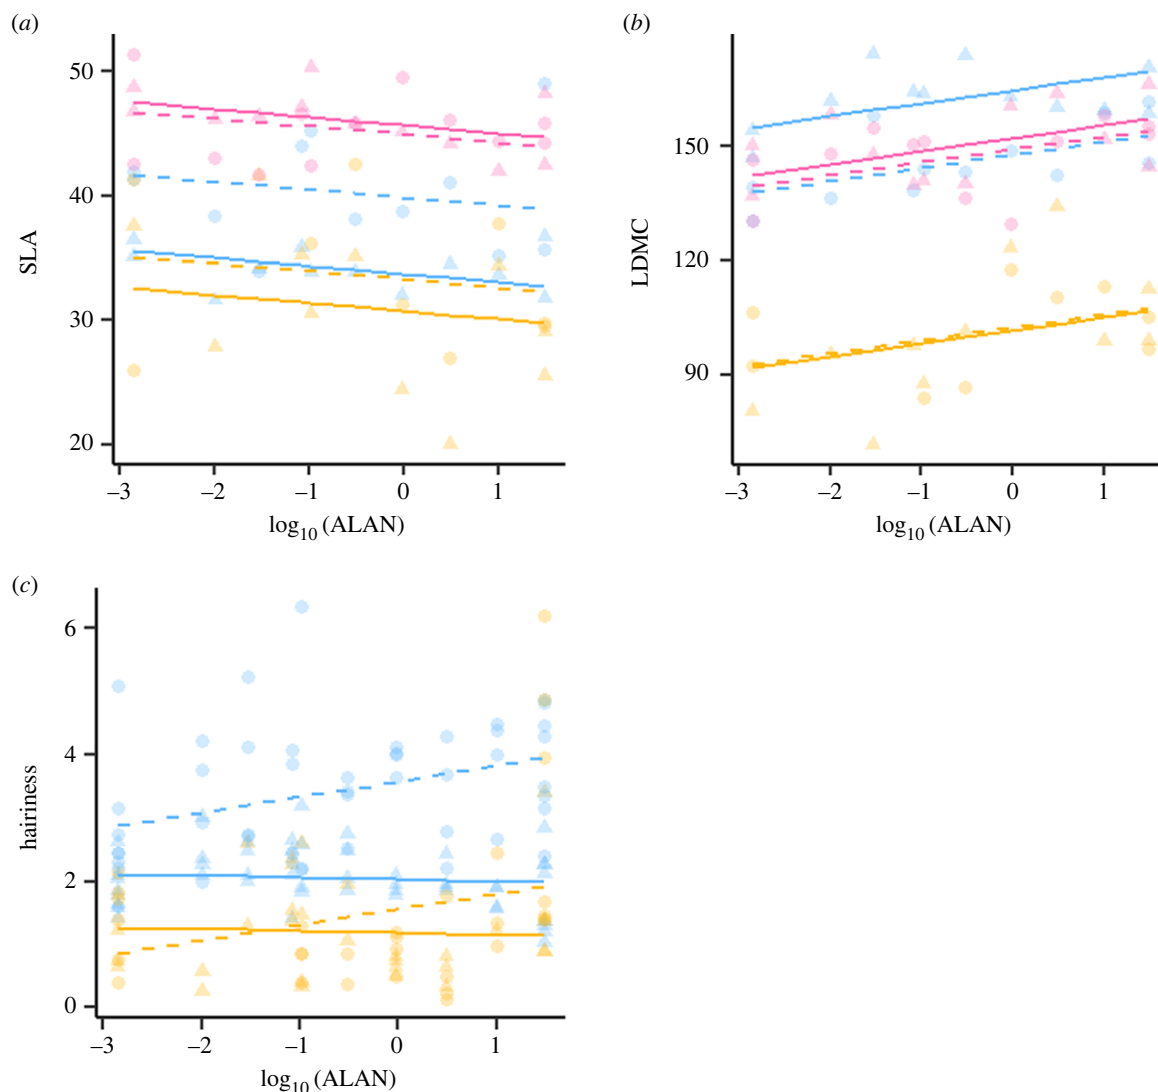 (a)
50
40
30
20
SLA
–3 –2 –1 0 1
log10 (ALAN)
(b)
150
120
90
LDMC
–3 –2 –1 0 1
log10 (ALAN)
(c)
6
4
2
0
hairiness
–3 –2 –1 0 1
log10 (ALAN)